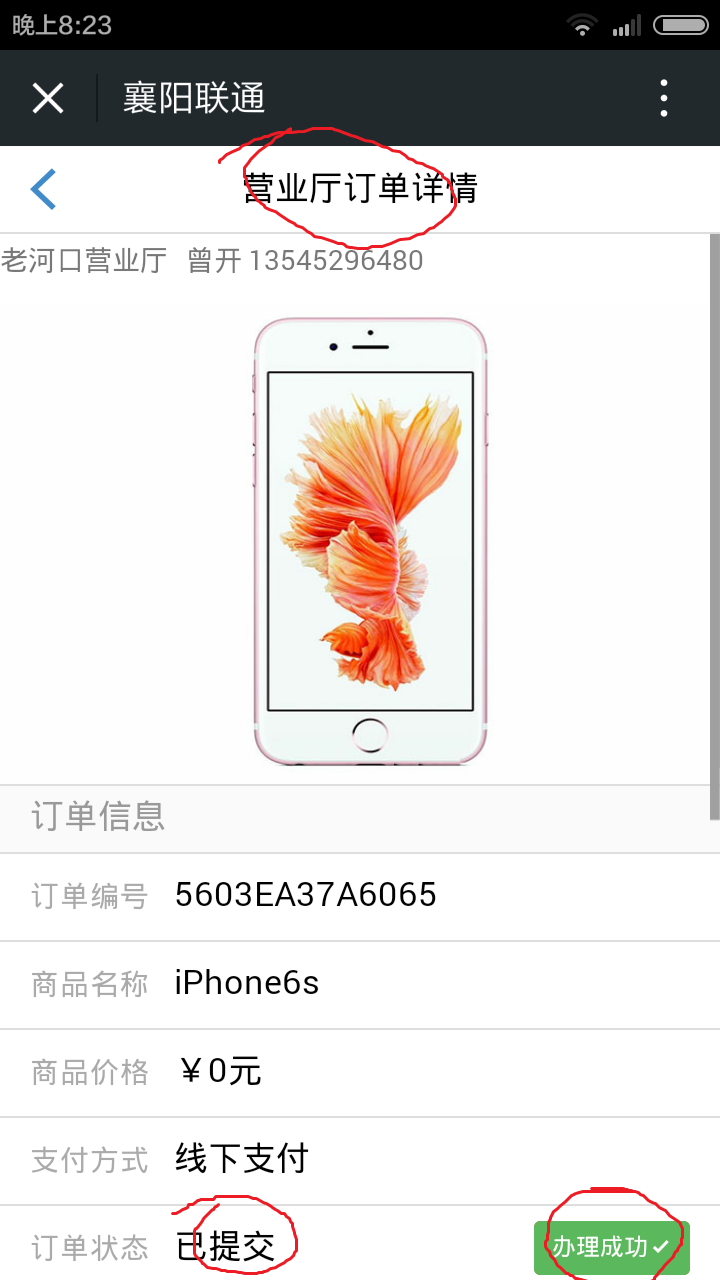 晚上8:23
襄阳联通
营业厅订单详情
老河口营业厅 曾开 13545296480
订单信息
订单编号 5603EA37A6065
商品名称 iPhone6s
商品价格 ￥0元
支付方式 线下支付
订单状态 已提交 办理成功